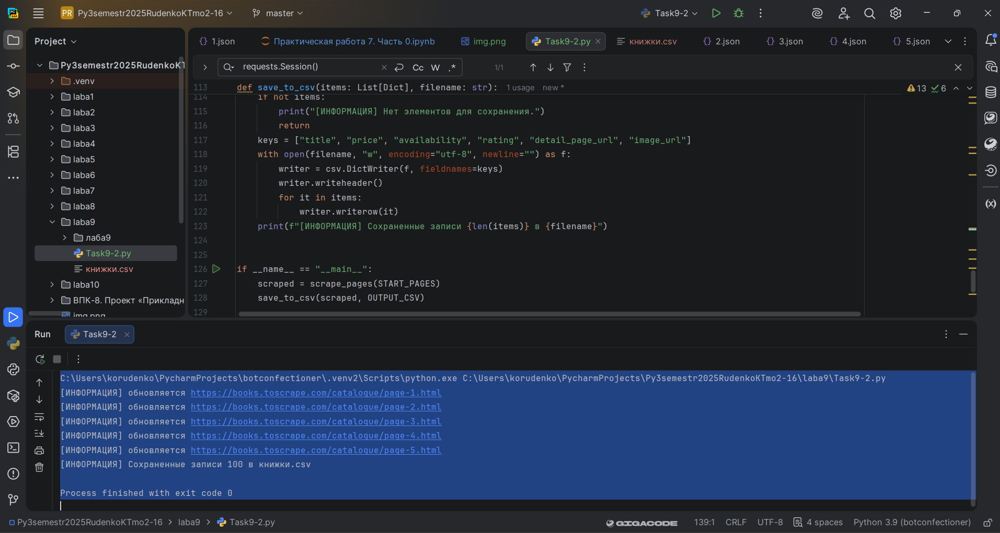 PR Py3semestr2025RudenkoKTmo2-16 master Task9-2
Project
1.json Практическая работа 7. Часть 0.ipynb img.png Task9-2.py книжки.csv 2.json 3.json 4.json 5.json
requests.Session() Cc W .* 1/1
Py3semestr2025RudenkoKT
.venv
laba1
laba2
laba3
laba4
laba5
laba6
laba7
laba8
laba9
лаба9
Task9-2.py
книжки.csv
laba10
ВПК-8. Проект «Прикладн
img.png
113 def save_to_csv(items: List[Dict], filename: str): 1 usage new *
13 6
114 if not items:
115 print("[ИНФОРМАЦИЯ] Нет элементов для сохранения.")
116 return
117 keys = ["title", "price", "availability", "rating", "detail_page_url", "image_url"]
118 with open(filename, "w", encoding="utf-8", newline="") as f:
119 writer = csv.DictWriter(f, fieldnames=keys)
120 writer.writeheader()
121 for it in items:
122 writer.writerow(it)
123 print(f"[ИНФОРМАЦИЯ] Сохраненные записи {len(items)} в {filename}")
124
125
126 if __name__ == "__main__":
127 scraped = scrape_pages(START_PAGES)
128 save_to_csv(scraped, OUTPUT_CSV)
129
Run Task9-2
C:\Users\korudenko\PycharmProjects\botconfectioner\.venv2\Scripts\python.exe C:\Users\korudenko\PycharmProjects\Py3semestr2025RudenkoKTmo2-16\laba9\Task9-2.py
[ИНФОРМАЦИЯ] обновляется https://books.toscrape.com/catalogue/page-1.html
[ИНФОРМАЦИЯ] обновляется https://books.toscrape.com/catalogue/page-2.html
[ИНФОРМАЦИЯ] обновляется https://books.toscrape.com/catalogue/page-3.html
[ИНФОРМАЦИЯ] обновляется https://books.toscrape.com/catalogue/page-4.html
[ИНФОРМАЦИЯ] обновляется https://books.toscrape.com/catalogue/page-5.html
[ИНФОРМАЦИЯ] Сохраненные записи 100 в книжки.csv
Process finished with exit code 0
Py3semestr2025RudenkoKTmo2-16 > laba9 > Task9-2.py GIGACODE 139:1 CRLF UTF-8 4 spaces Python 3.9 (botconfectioner)